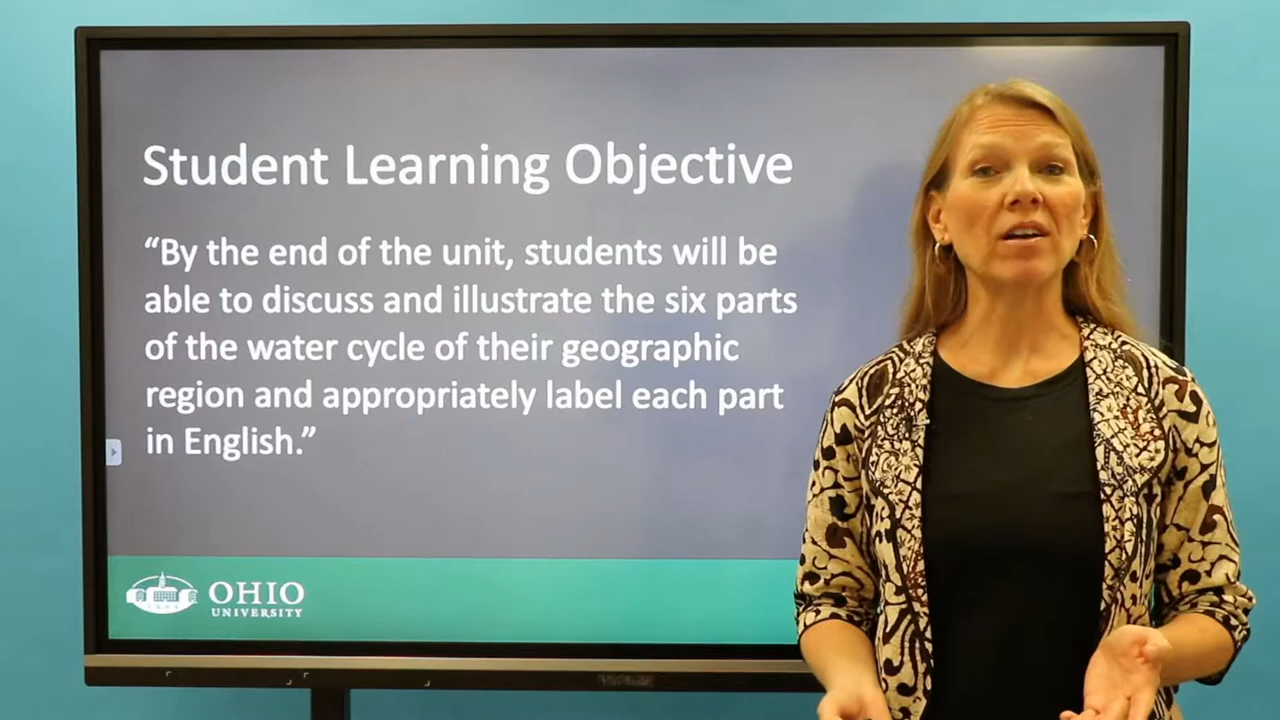 Student Learning Objective
“By the end of the unit, students will be
able to discuss and illustrate the six parts
of the water cycle of their geographic
region and appropriately label each part
in English.”
OHIO
UNIVERSITY